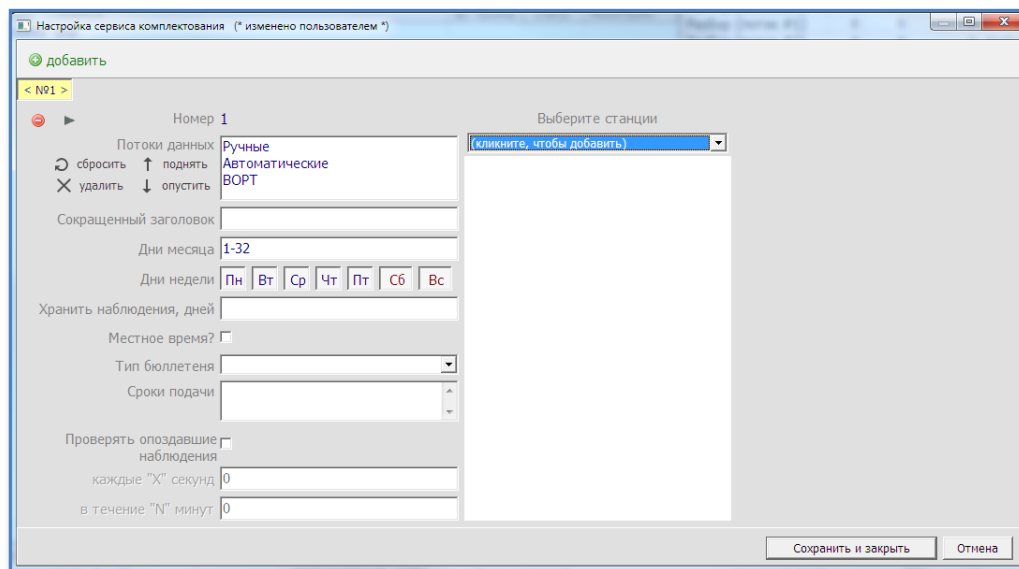 Настройка сервиса комплектования (* изменено пользователем *)
добавить
< №1 >
Номер 1
Выберите станции
Потоки данных
Ручные
Автоматические
ВОРТ
(кликните, чтобы добавить)
сбросить поднять
удалить опустить
Сокращенный заголовок
Дни месяца 1-32
Дни недели Пн Вт Ср Чт Пт Сб Вс
Хранить наблюдения, дней
Местное время?
Тип бюллетеня
Сроки подачи
Проверять опоздавшие
наблюдения
каждые "X" секунд 0
в течение "N" минут 0
Сохранить и закрыть Отмена